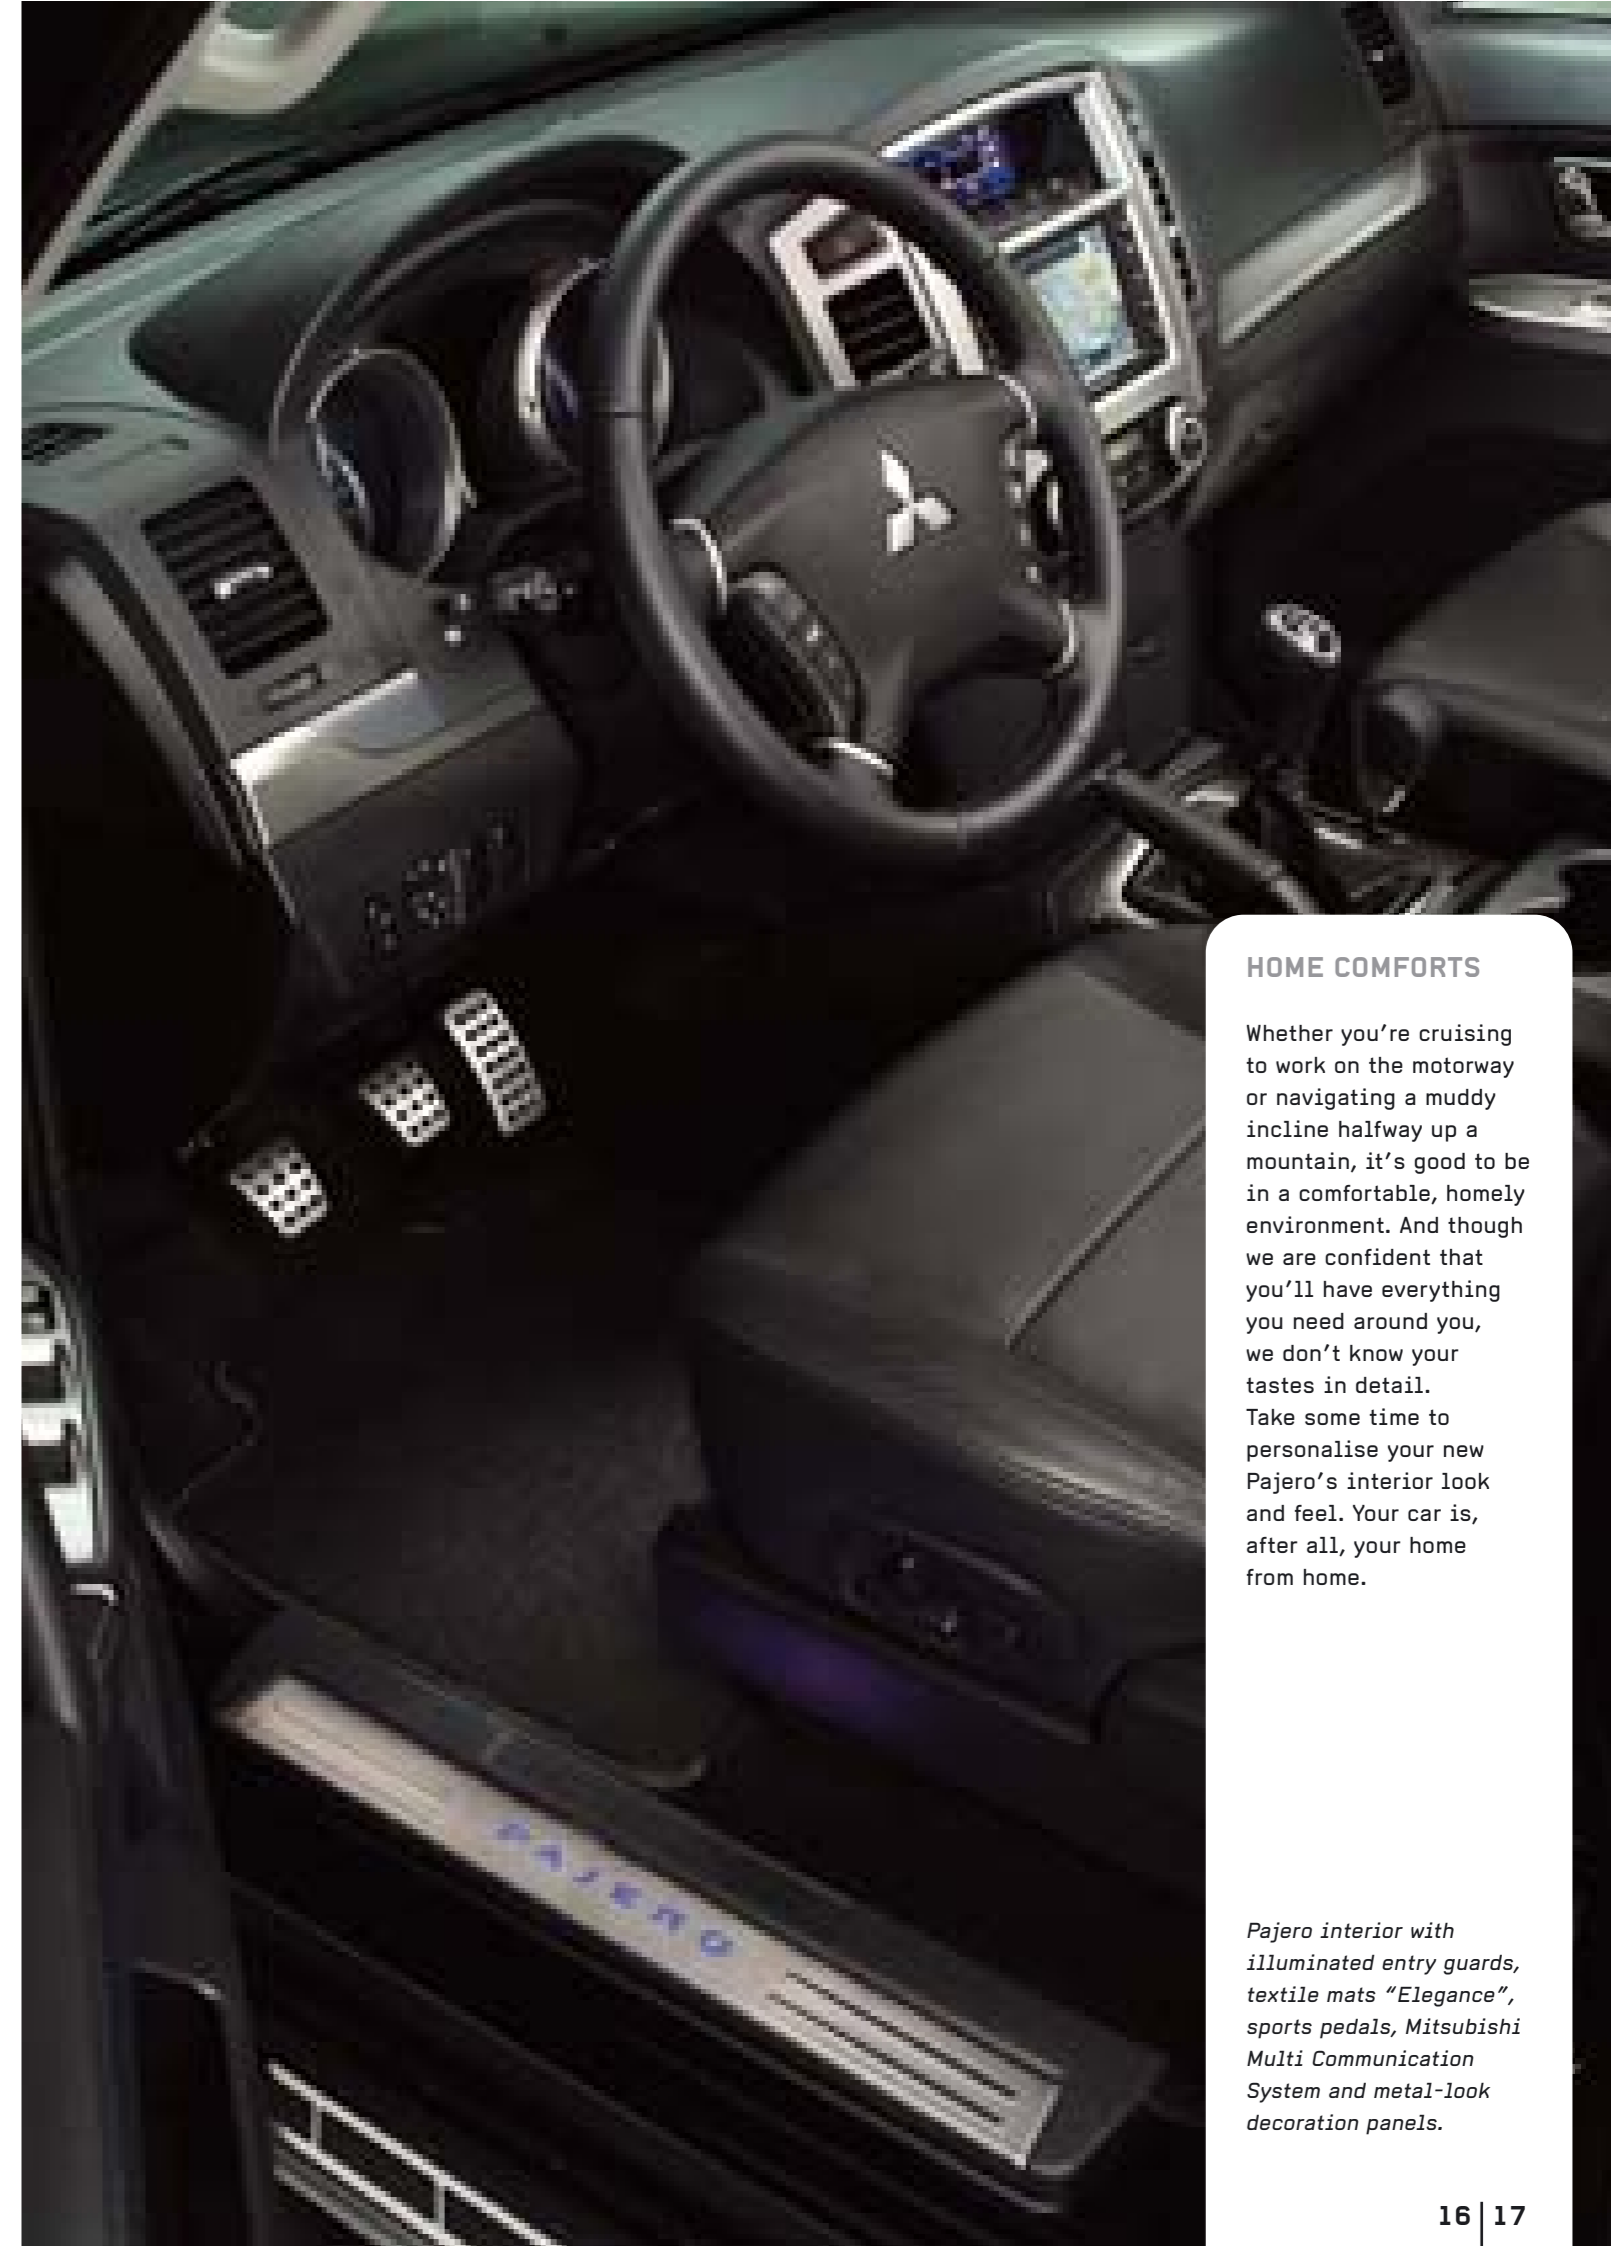 HOME COMFORTS
Whether you’re cruising
to work on the motorway
or navigating a muddy
incline halfway up a
mountain, it’s good to be
in a comfortable, homely
environment. And though
we are confident that
you’ll have everything
you need around you,
we don’t know your
tastes in detail.
Take some time to
personalise your new
Pajero’s interior look
and feel. Your car is,
after all, your home
from home.
PAJERO
Pajero interior with
illuminated entry guards,
textile mats “Elegance”,
sports pedals, Mitsubishi
Multi Communication
System and metal-look
decoration panels.
16 | 17